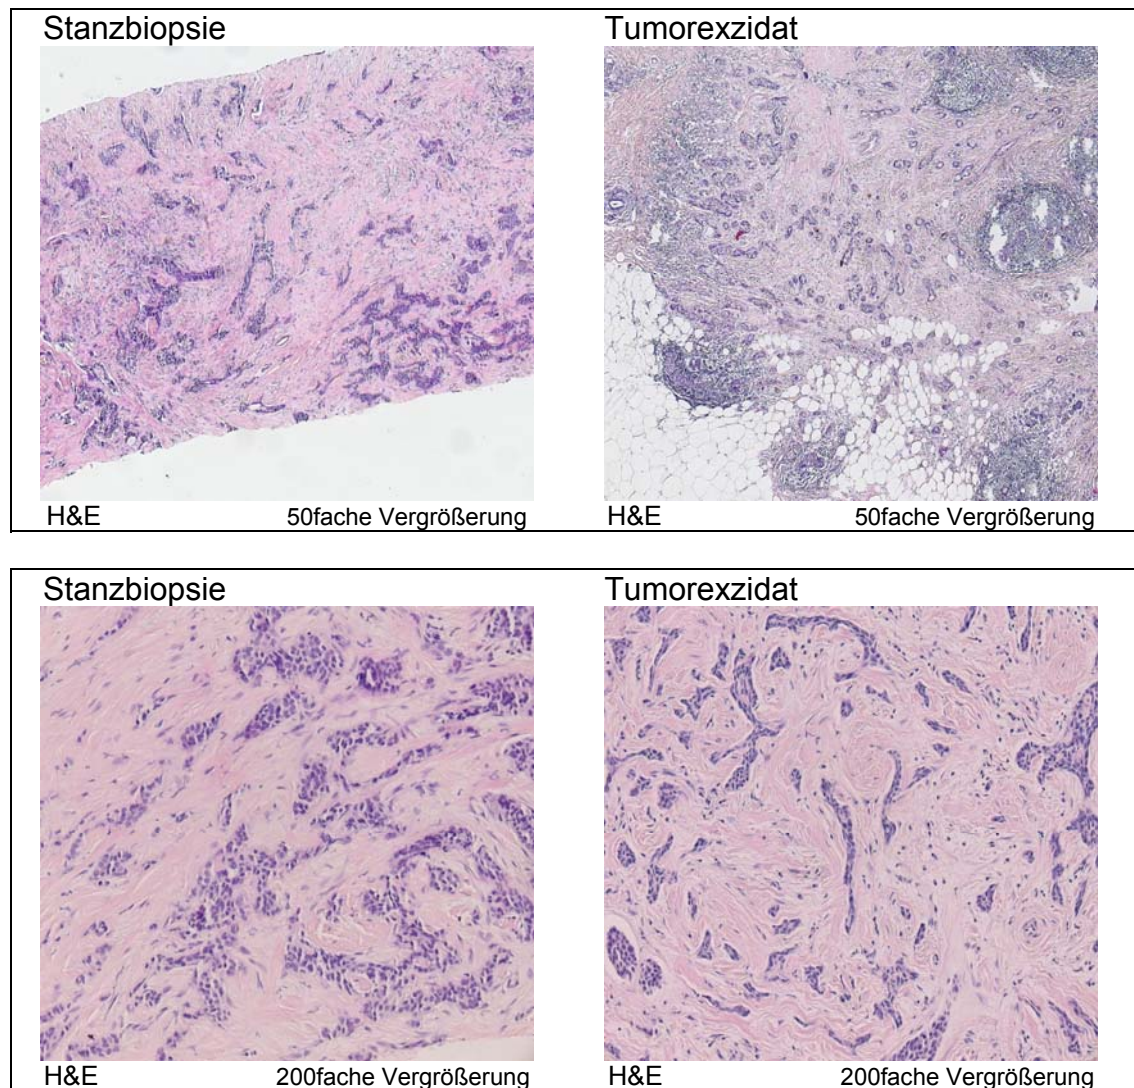 Stanzbiopsie Tumorexzidat
H&E 50fache Vergrößerung H&E 50fache Vergrößerung
Stanzbiopsie Tumorexzidat
H&E 200fache Vergrößerung H&E 200fache Vergrößerung